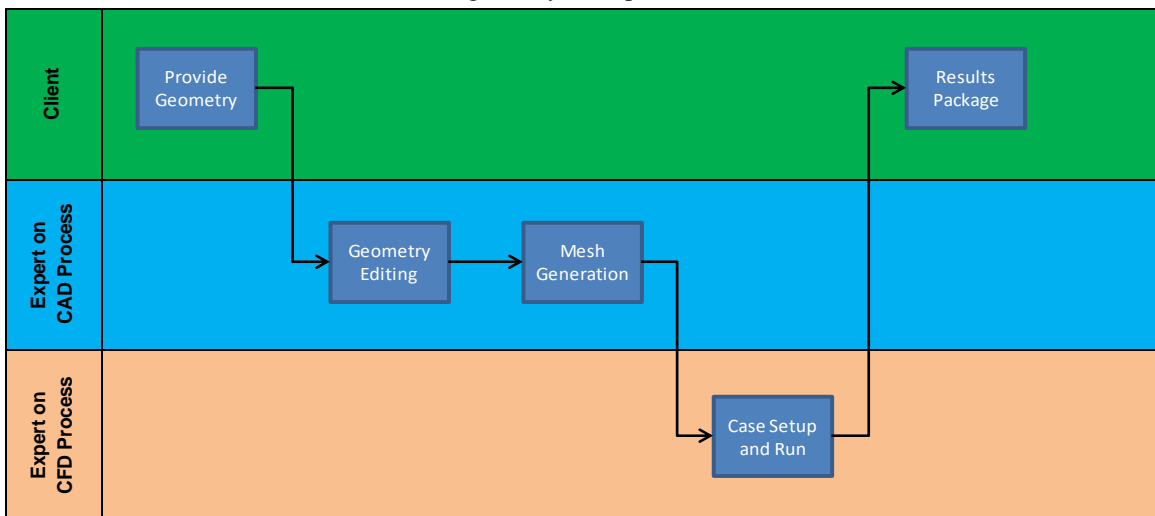 Client
Provide
Geometry
Results
Package
Expert on
CAD Process
Geometry
Editing
Mesh
Generation
Expert on
CFD Process
Case Setup
and Run